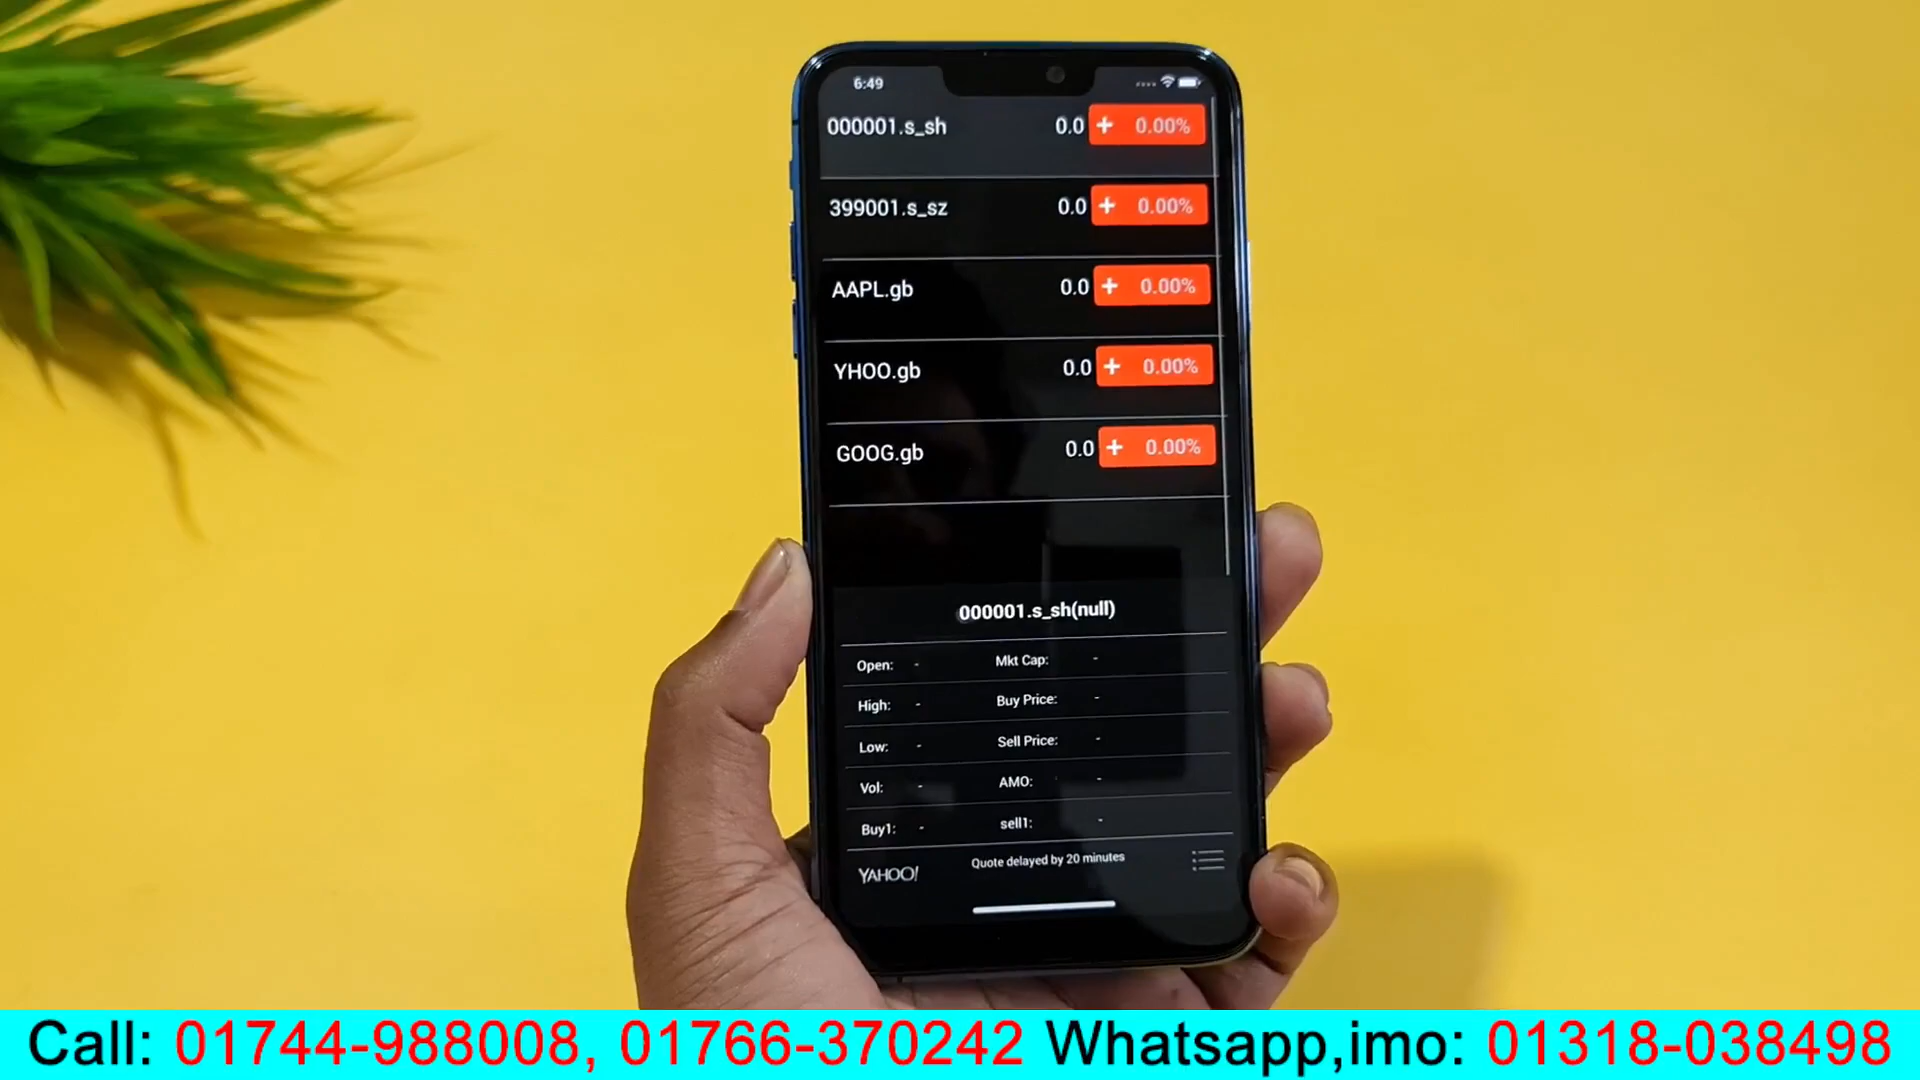 6:49
000001.s_sh 0.0 + 0.00%
399001.s_sz 0.0 + 0.00%
AAPL.gb 0.0 + 0.00%
YHOO.gb 0.0 + 0.00%
GOOG.gb 0.0 + 0.00%
000001.s_sh(null)
Open: - Mkt Cap: -
High: - Buy Price: -
Low: - Sell Price: -
Vol: - AMO: -
Buy1: - sell1: -
YAHOO! Quote delayed by 20 minutes
Call: 01744-988008, 01766-370242 Whatsapp,imo: 01318-038498